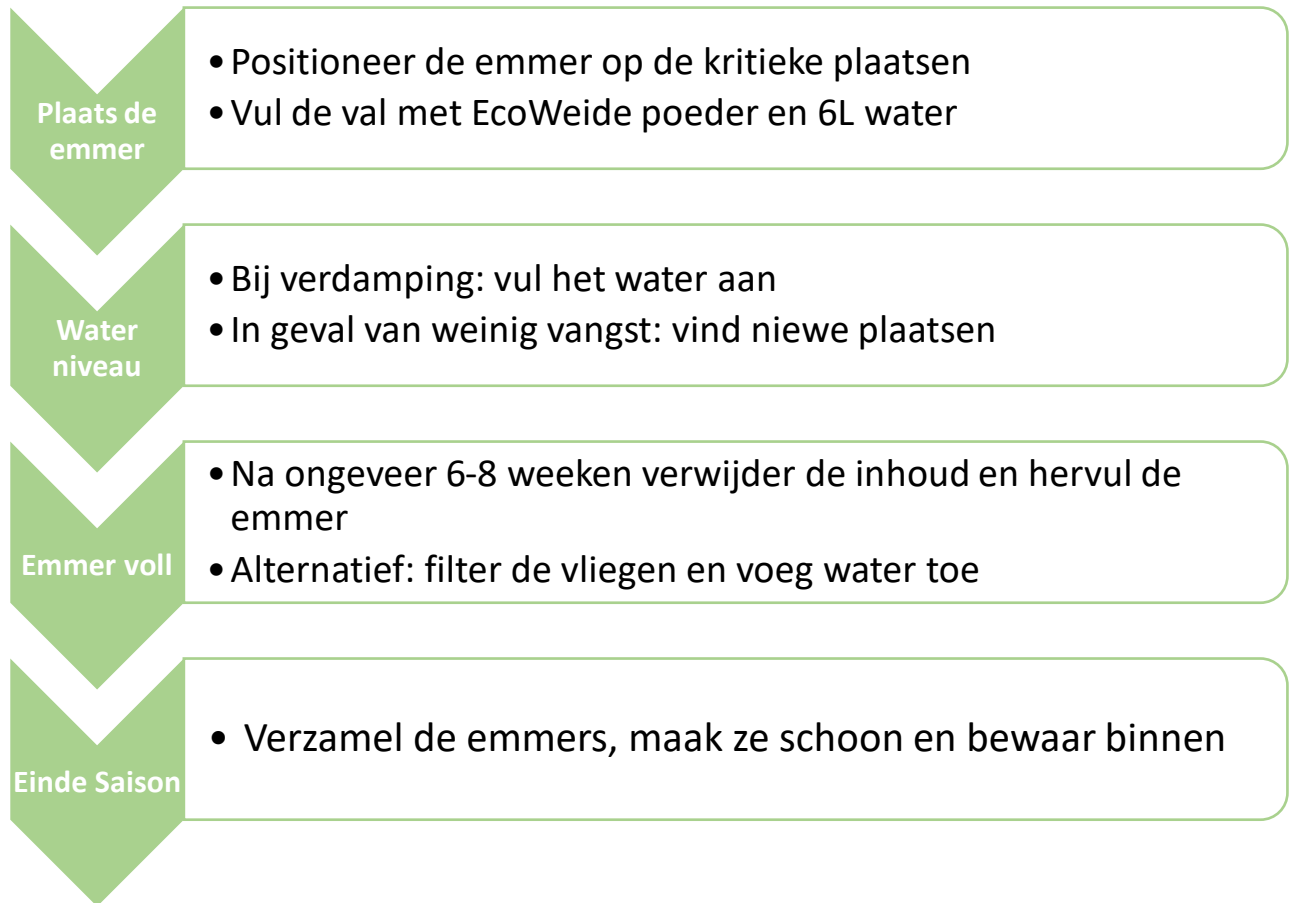 Plaats de
emmer
• Positioneer de emmer op de kritieke plaatsen
• Vul de val met EcoWeide poeder en 6L water
Water
niveau
• Bij verdamping: vul het water aan
• In geval van weinig vangst: vind niewe plaatsen
Emmer voll
• Na ongeveer 6-8 weeken verwijder de inhoud en hervul de
emmer
• Alternatief: filter de vliegen en voeg water toe
Einde Saison
• Verzamel de emmers, maak ze schoon en bewaar binnen